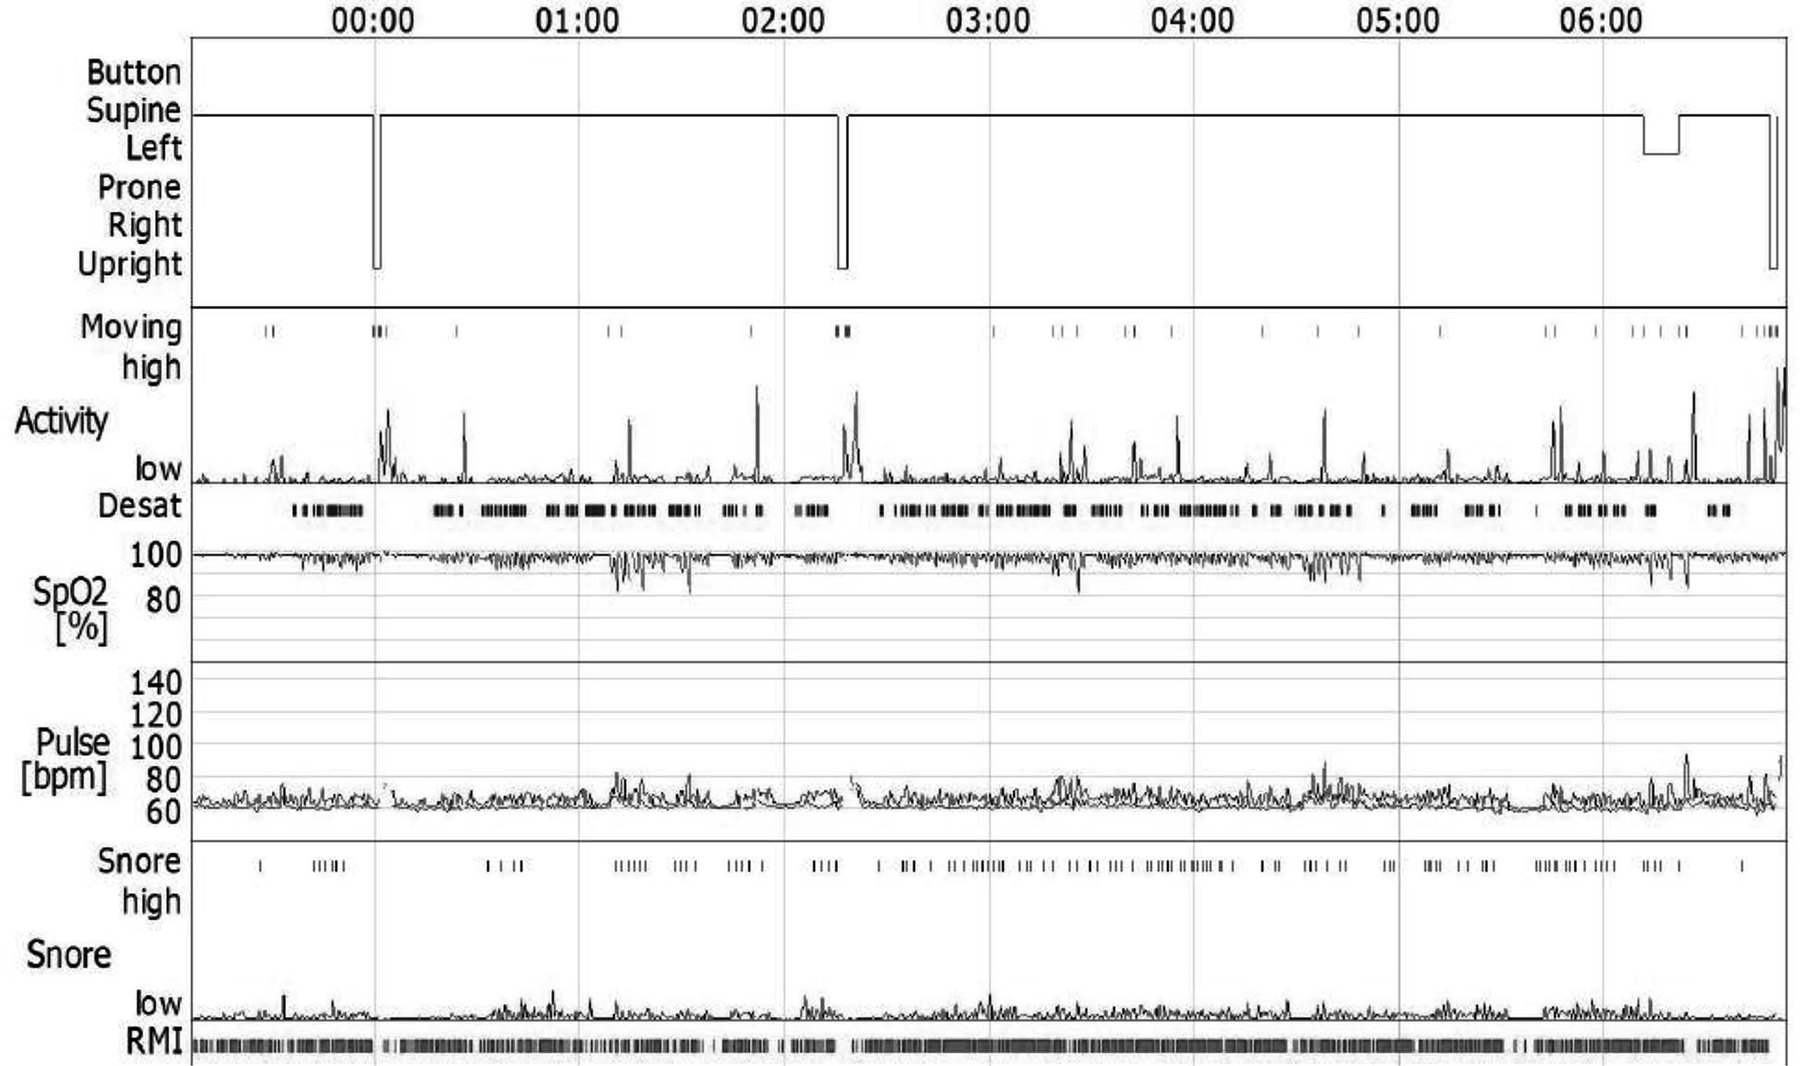 00:00 01:00 02:00 03:00 04:00 05:00 06:00
Button
Supine
Left
Prone
Right
Upright
Moving
high
Activity
low
Desat
100
SpO2
80
[%]
140
120
Pulse
100
[bpm]
80
60
Snore
high
Snore
low
RMI